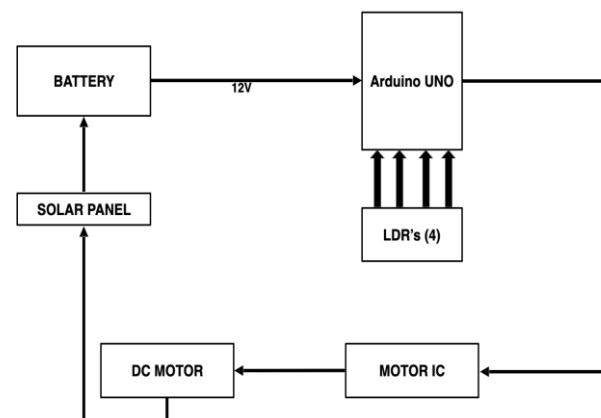 BATTERY
12V
Arduino UNO
SOLAR PANEL
LDR's (4)
DC MOTOR
MOTOR IC